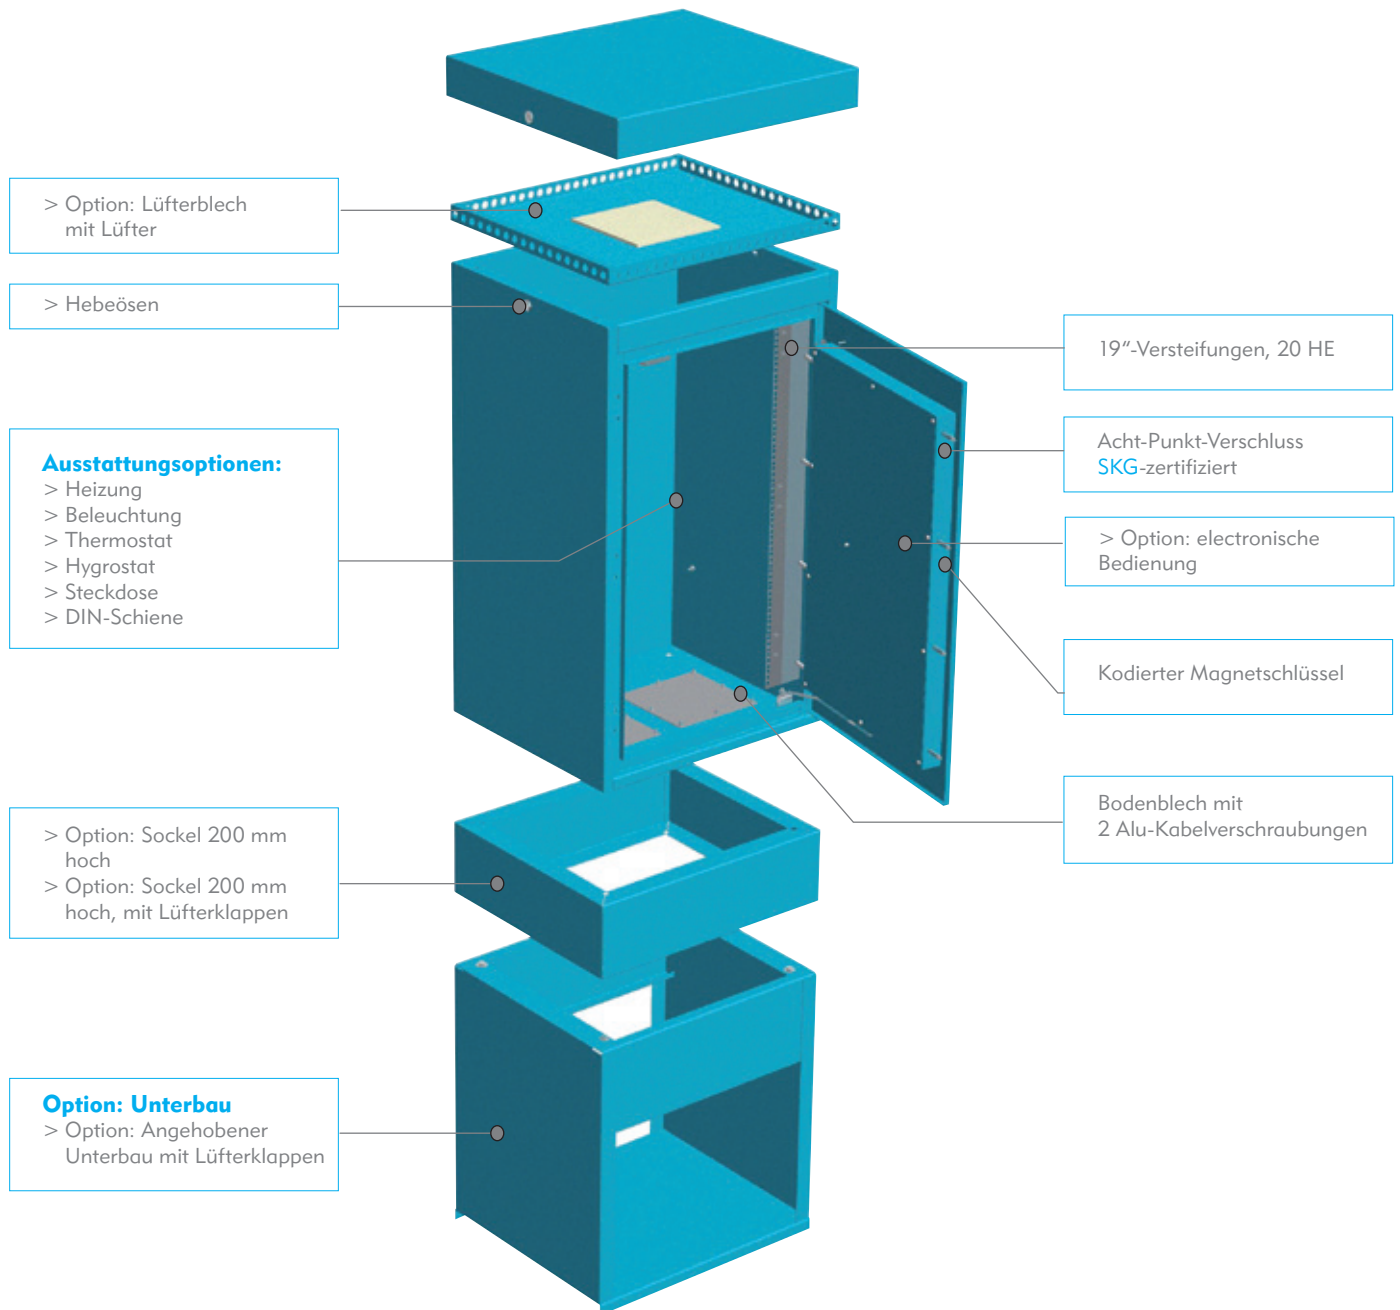 > Option: Lüfterblech
mit Lüfter
> Hebeösen
Ausstattungsoptionen:
> Heizung
> Beleuchtung
> Thermostat
> Hygrostat
> Steckdose
> DIN-Schiene
> Option: Sockel 200 mm
hoch
> Option: Sockel 200 mm
hoch, mit Lüfterklappen
Option: Unterbau
> Option: Angehobener
Unterbau mit Lüfterklappen
19“-Versteifungen, 20 HE
Acht-Punkt-Verschluss
SKG-zertifiziert
> Option: electronische
Bedienung
Kodierter Magnetschlüssel
Bodenblech mit
2 Alu-Kabelverschraubungen